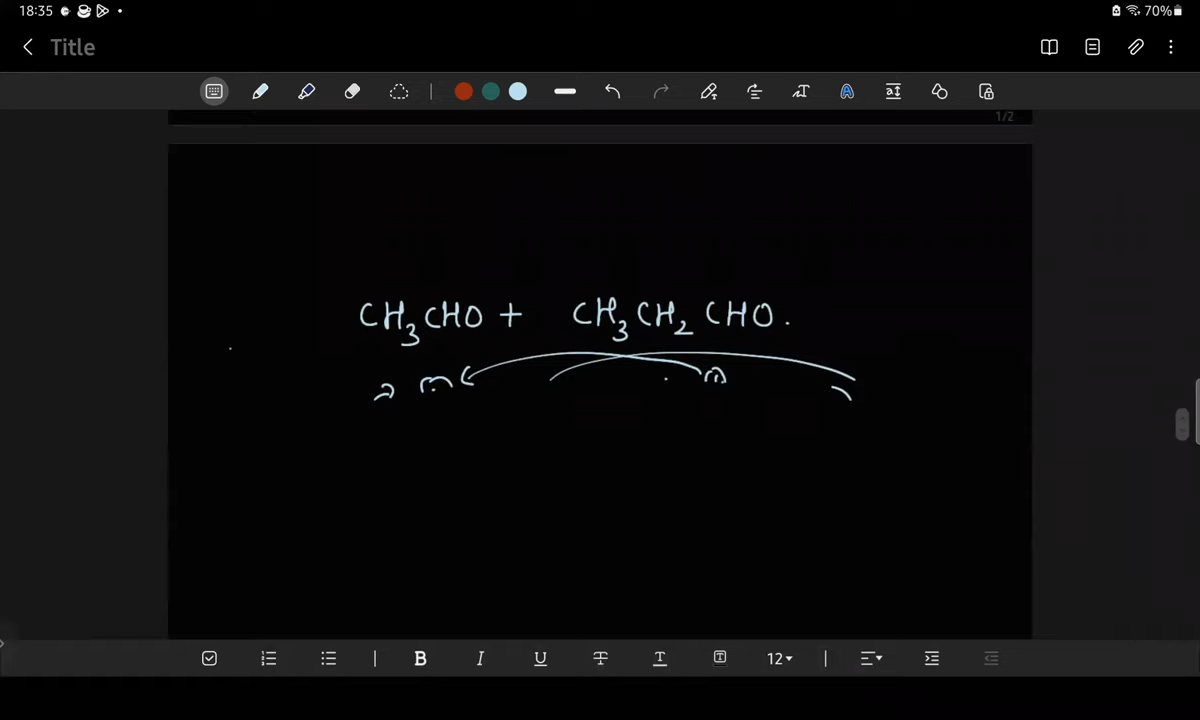 18:35 70%
Title
1/2
CH₃CHO + CH₃CH₂CHO.
B I U T T 12